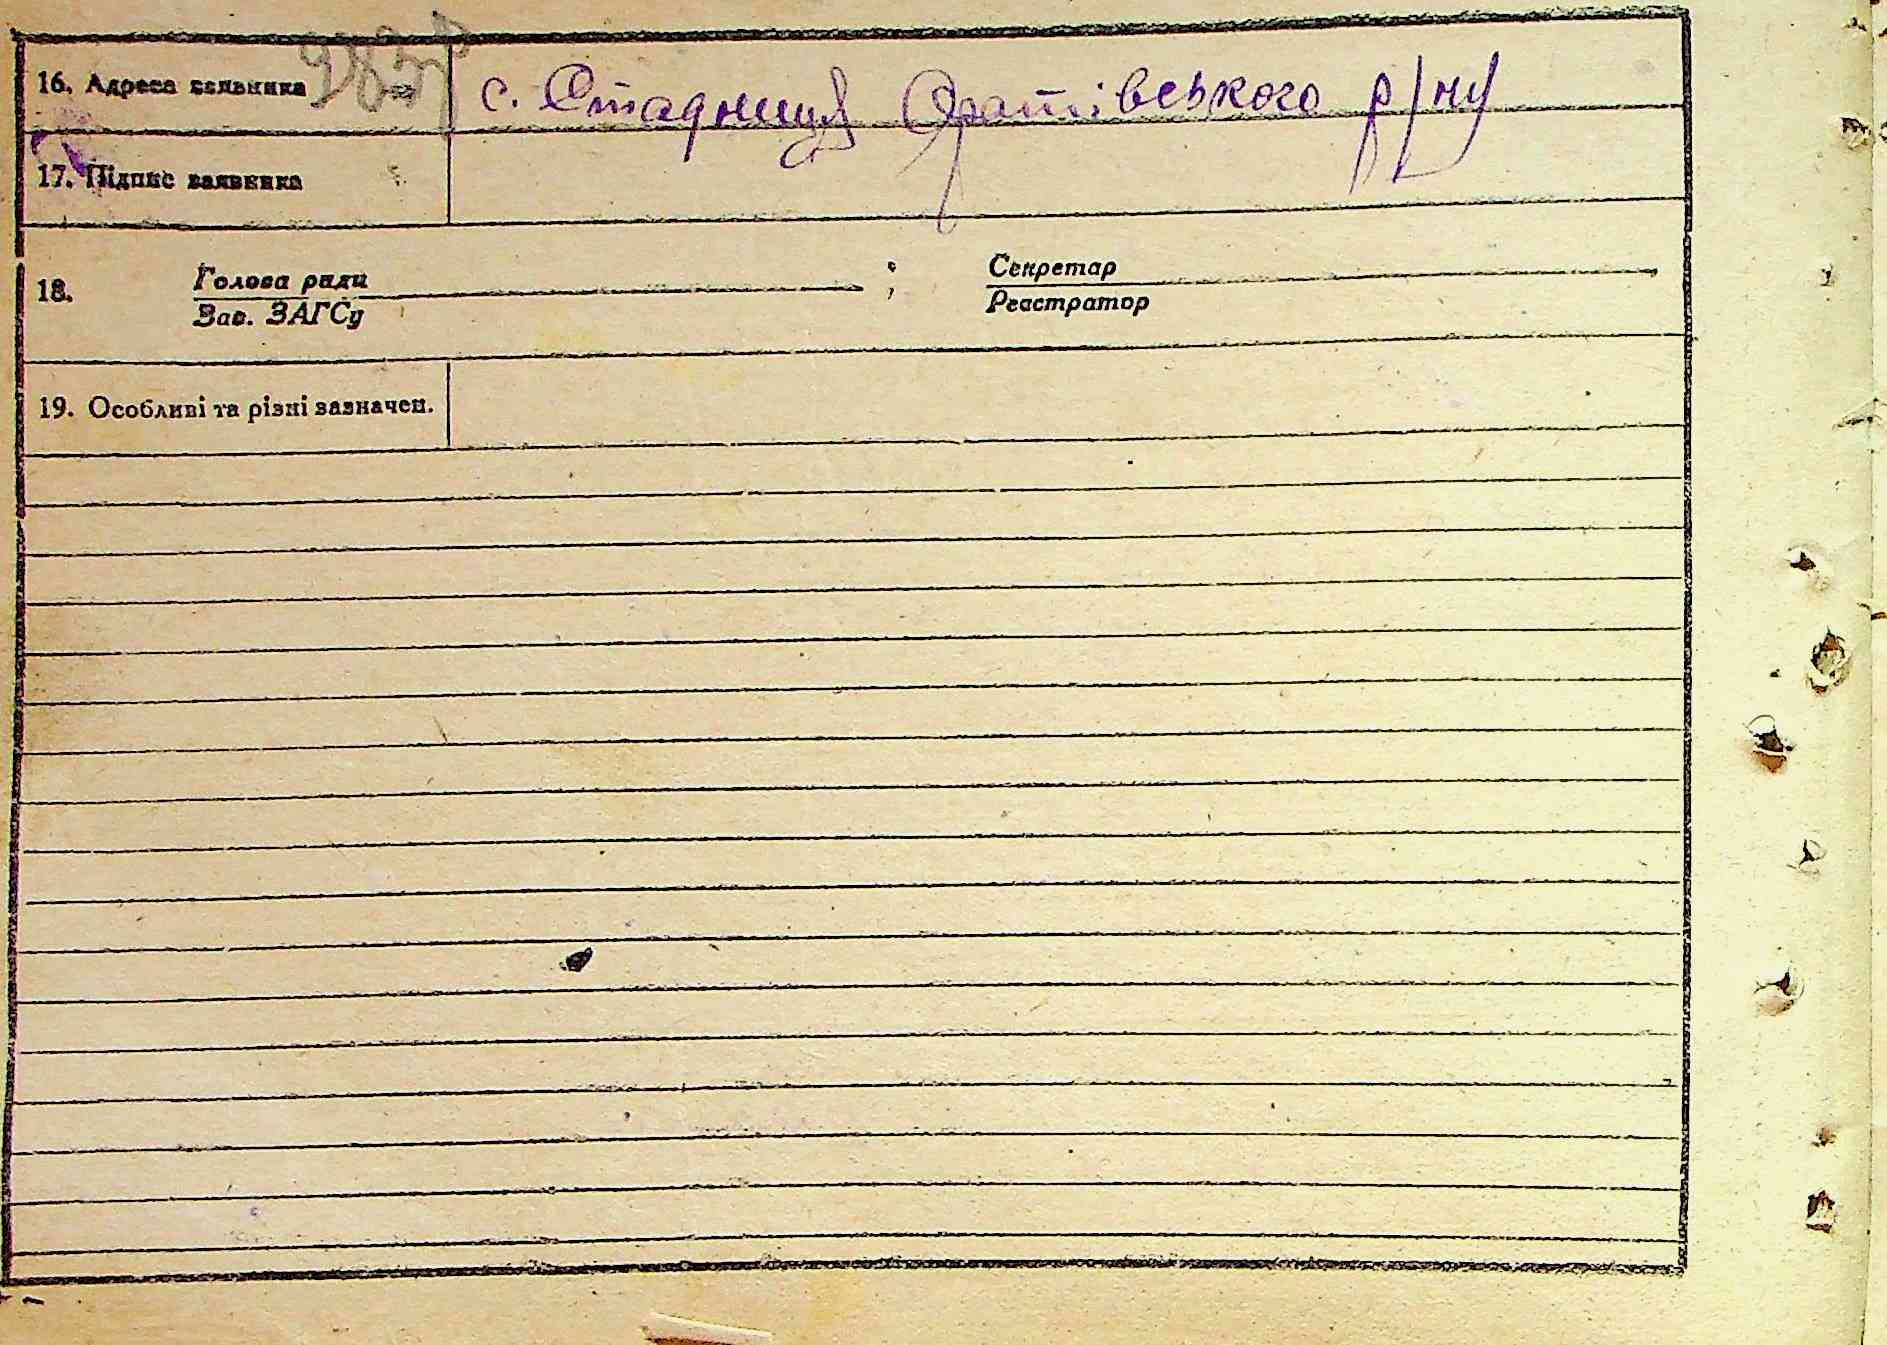 16. Адреса заявника с. Стадниця Оратівського р/ну
17. Підпис заявника
18. Голова ради ; Секретар
Зав. ЗАГСу Реєстратор
19. Особливі та різні зазначен.